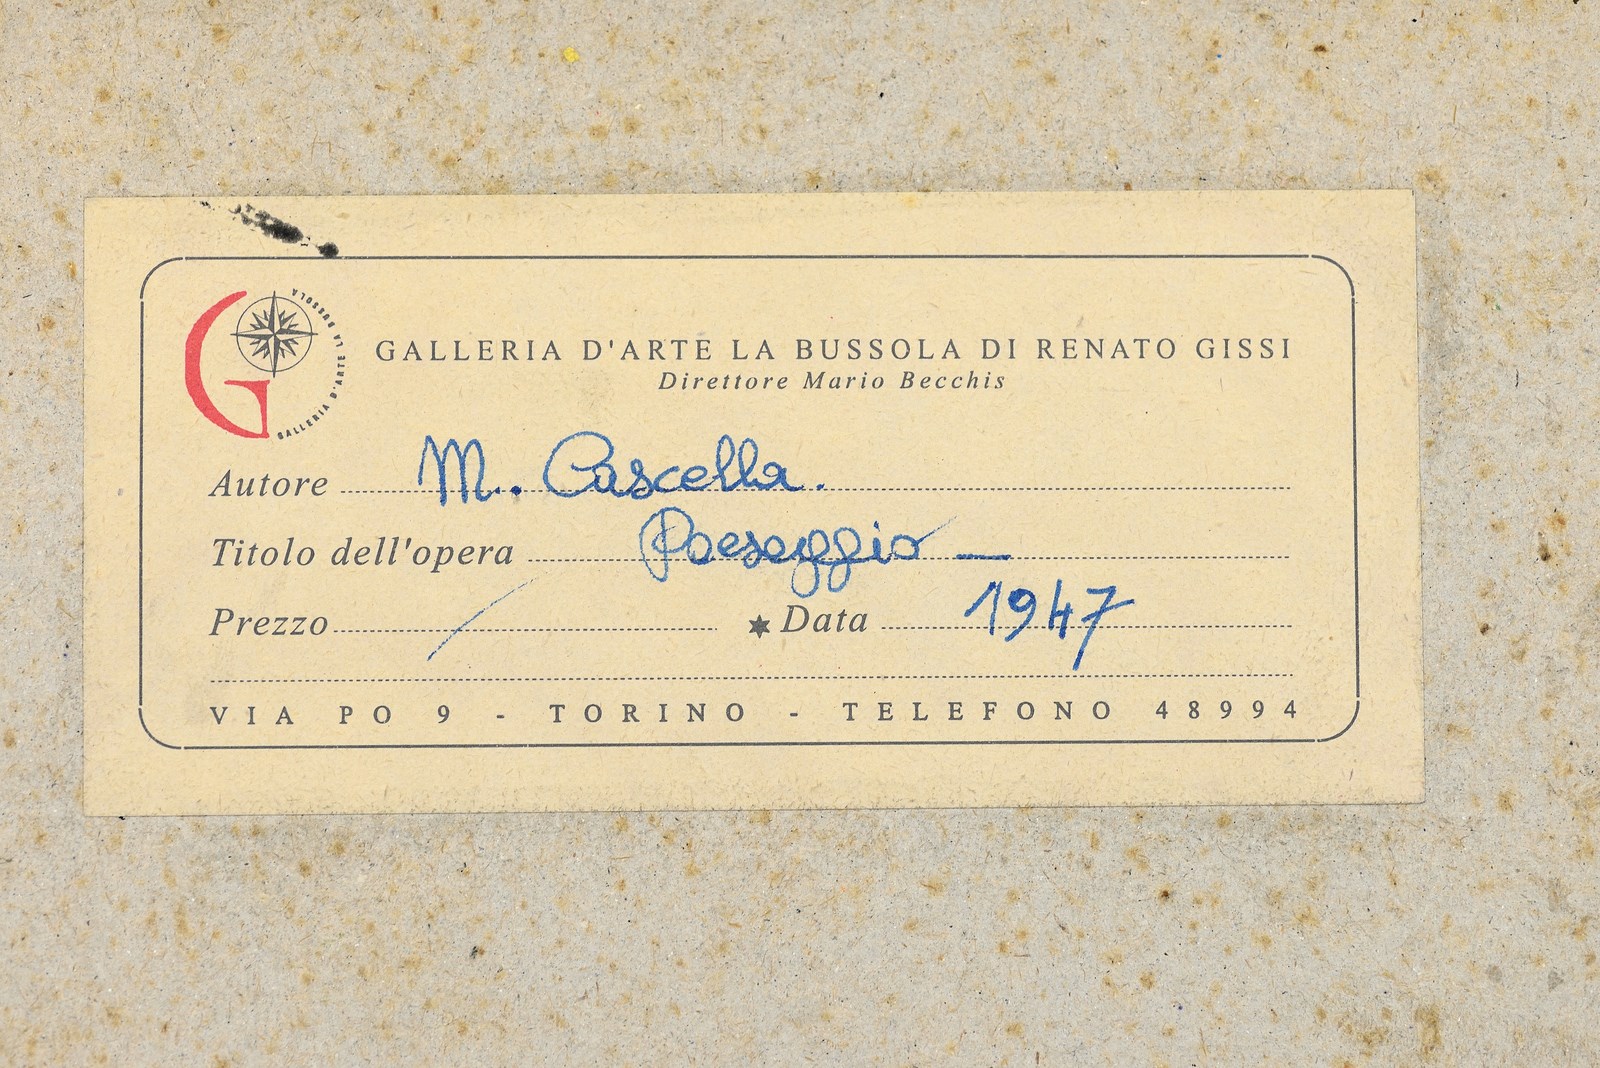 GALLERIA D'ARTE LA BUSSOLA
GALLERIA D'ARTE LA BUSSOLA DI RENATO GISSI
Direttore Mario Becchis
Autore M. Cascella.
Titolo dell'opera Paesaggio —
Prezzo / ✶ Data 1947
VIA PO 9 - TORINO - TELEFONO 48994